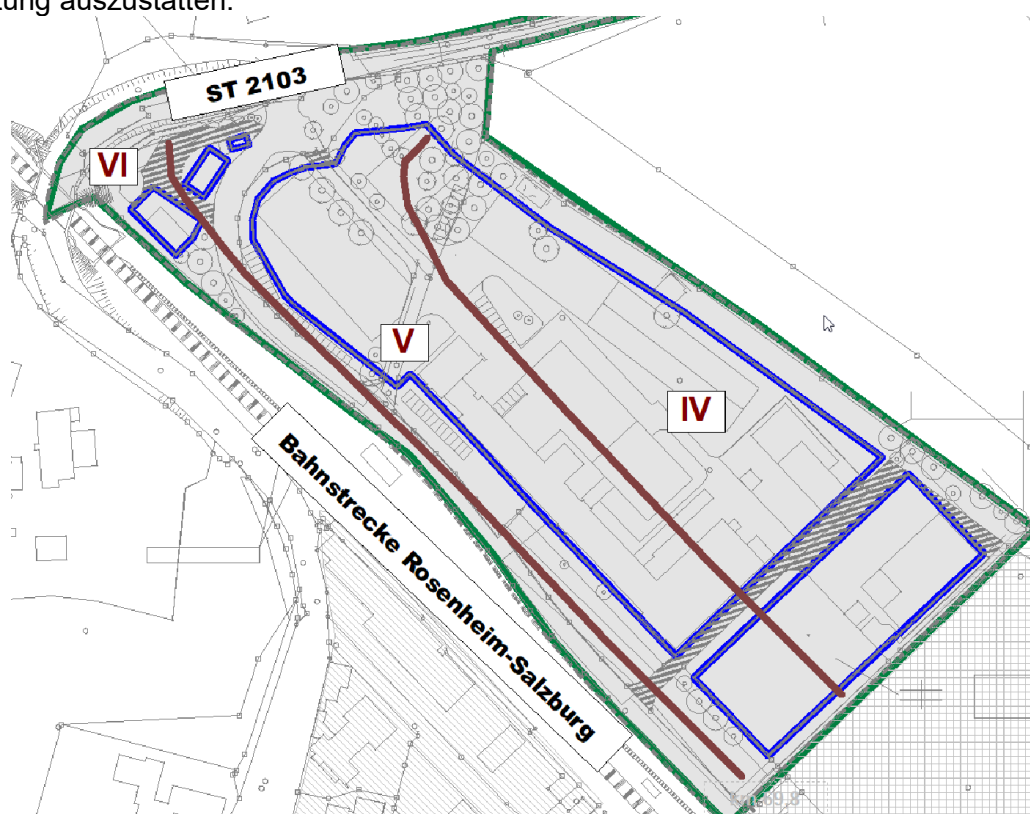 tung auszustatten.
ST 2103
VI
V
IV
Bahnstrecke Rosenheim-Salzburg